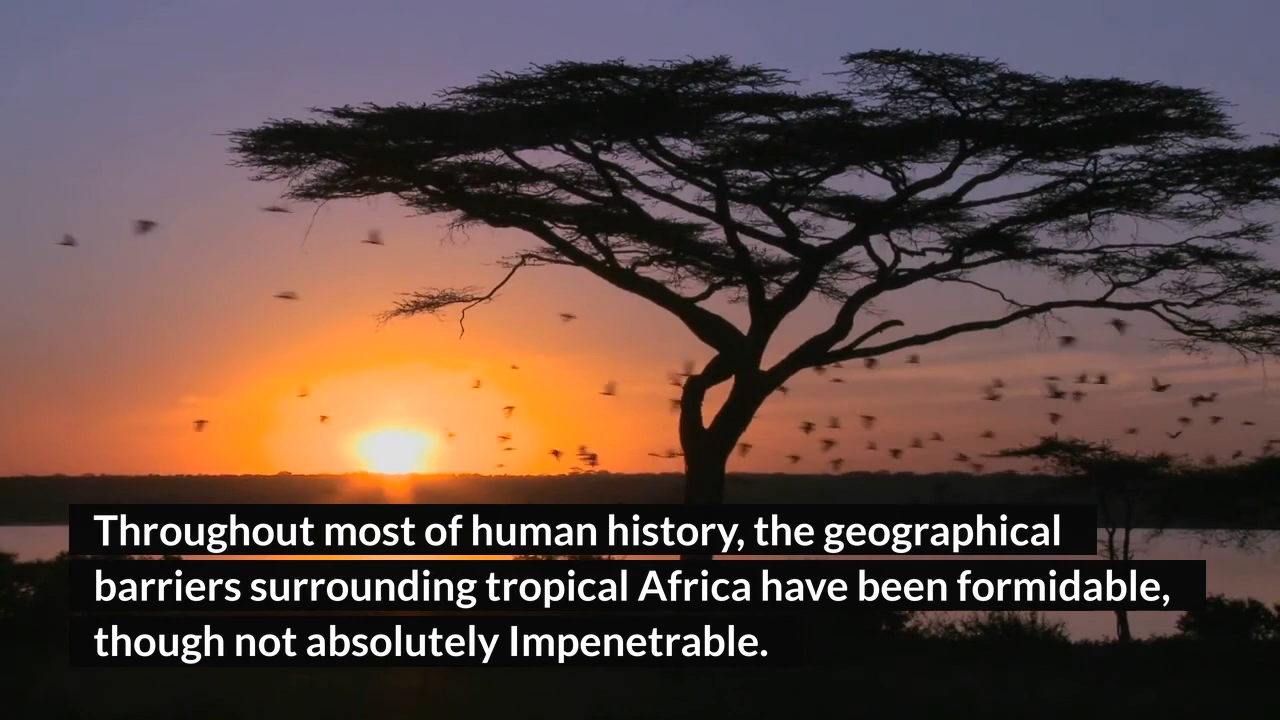 Throughout most of human history, the geographical
barriers surrounding tropical Africa have been formidable,
though not absolutely Impenetrable.